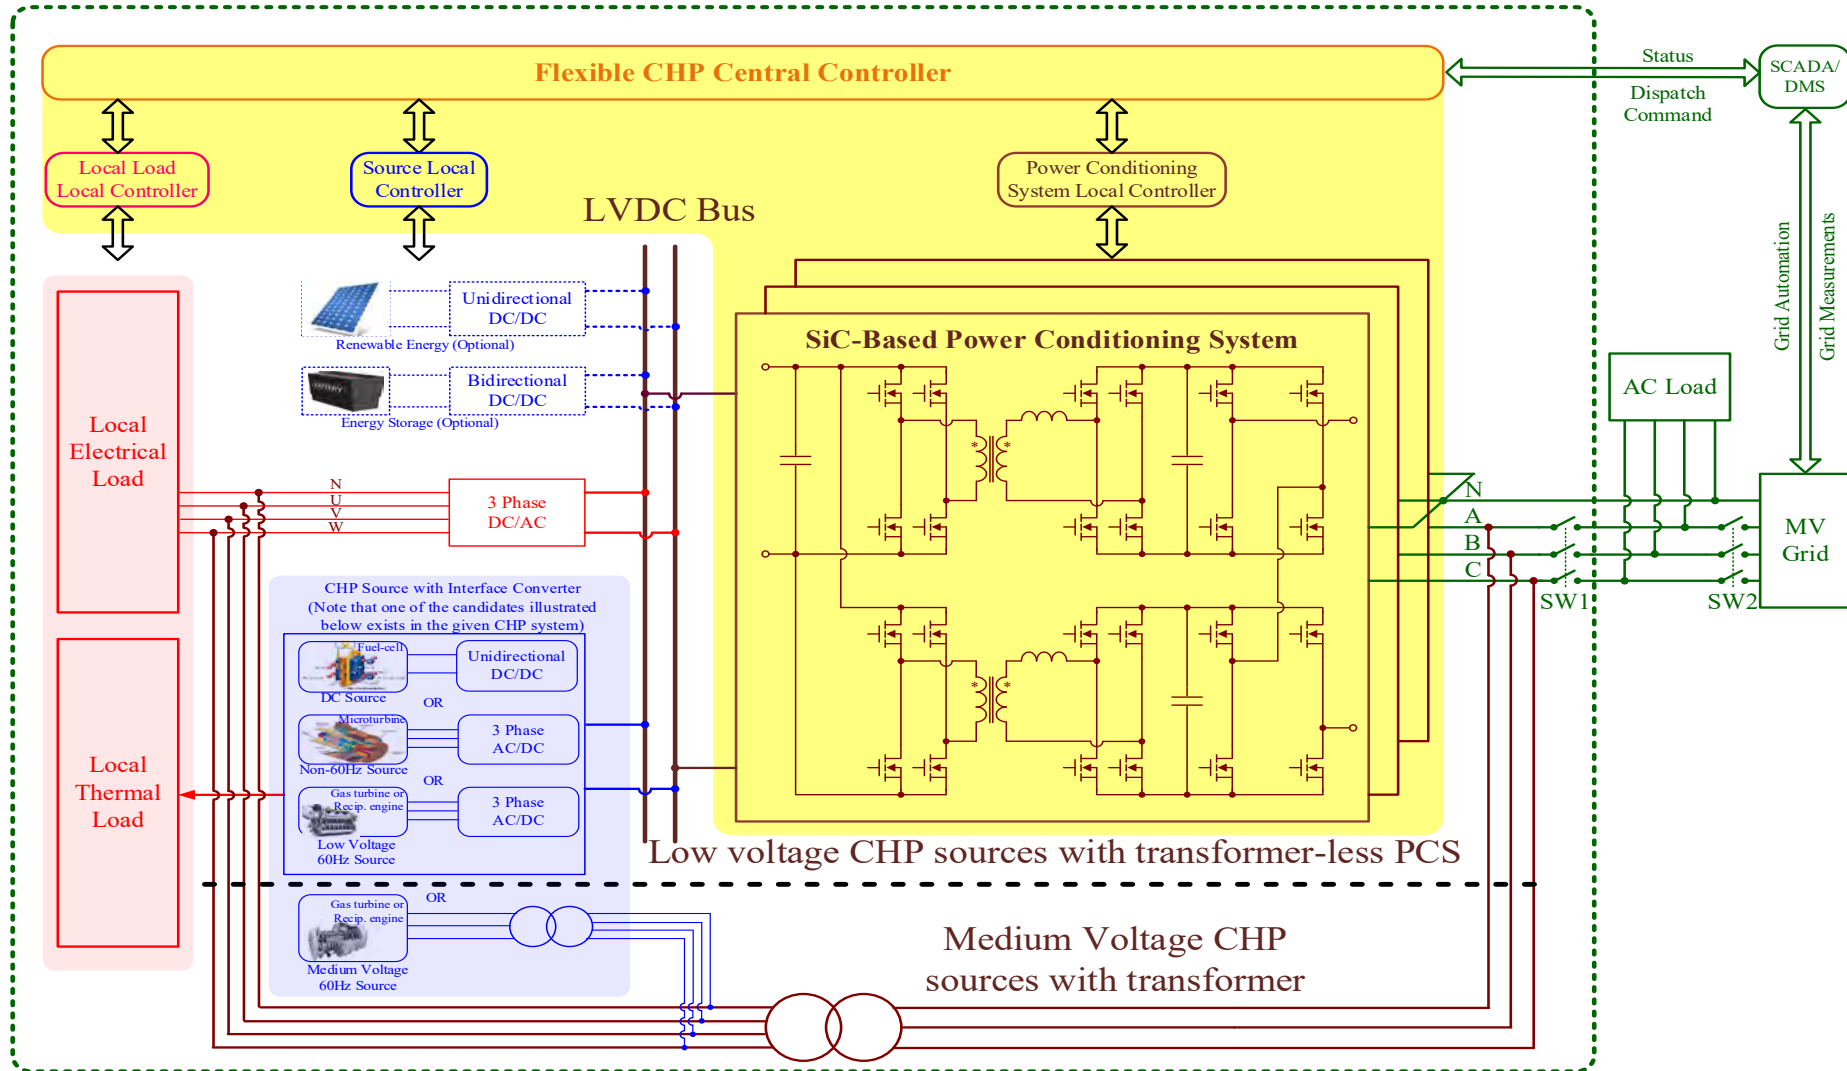 Flexible CHP Central Controller
Status
Dispatch
Command
SCADA/
DMS
Local Load
Local Controller
Source Local
Controller
Power Conditioning
System Local Controller
LVDC Bus
Grid Automation
Grid Measurements
Unidirectional
DC/DC
Renewable Energy (Optional)
Bidirectional
DC/DC
Energy Storage (Optional)
SiC-Based Power Conditioning System
*
*
*
*
Local
Electrical
Load
N
U
V
W
3 Phase
DC/AC
AC Load
N
A
B
C
SW1
SW2
MV
Grid
CHP Source with Interface Converter
(Note that one of the candidates illustrated
below exists in the given CHP system)
Fuel-cell
DC Source
Unidirectional
DC/DC
OR
Microturbine
Non-60Hz Source
3 Phase
AC/DC
OR
Gas turbine or
Recip. engine
Low Voltage
60Hz Source
3 Phase
AC/DC
Local
Thermal
Load
Low voltage CHP sources with transformer-less PCS
OR
Gas turbine or
Recip. engine
Medium Voltage
60Hz Source
Medium Voltage CHP
sources with transformer